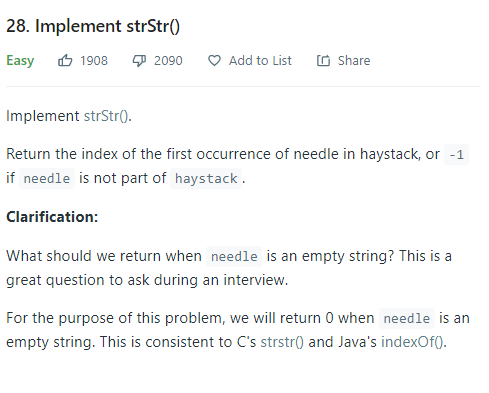 28. Implement strStr()
Easy 1908 2090 Add to List Share
Implement strStr().
Return the index of the first occurrence of needle in haystack, or -1
if needle is not part of haystack.
Clarification:
What should we return when needle is an empty string? This is a
great question to ask during an interview.
For the purpose of this problem, we will return 0 when needle is an
empty string. This is consistent to C's strstr() and Java's indexOf().